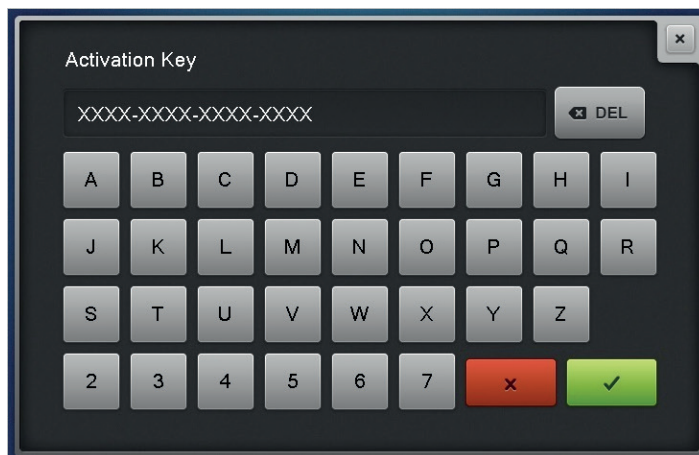 Activation Key
XXXX-XXXX-XXXX-XXXX DEL
A B C D E F G H I
J K L M N O P Q R
S T U V W X Y Z
2 3 4 5 6 7